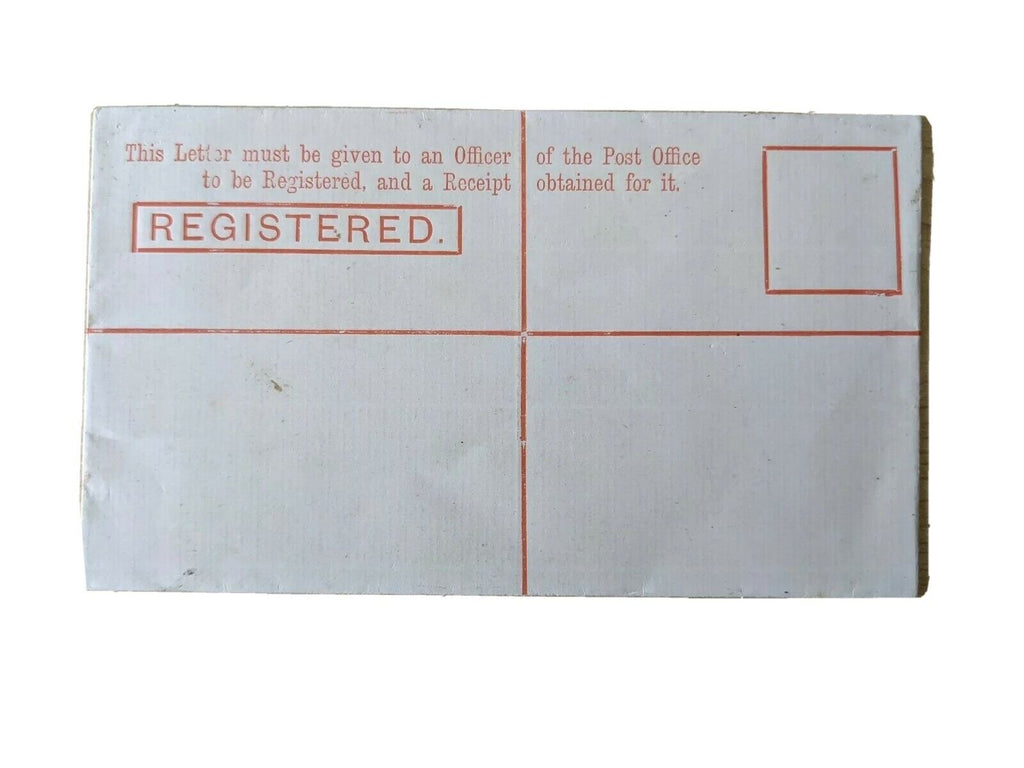 This Letter must be given to an Officer of the Post Office
to be Registered, and a Receipt obtained for it.
REGISTERED.